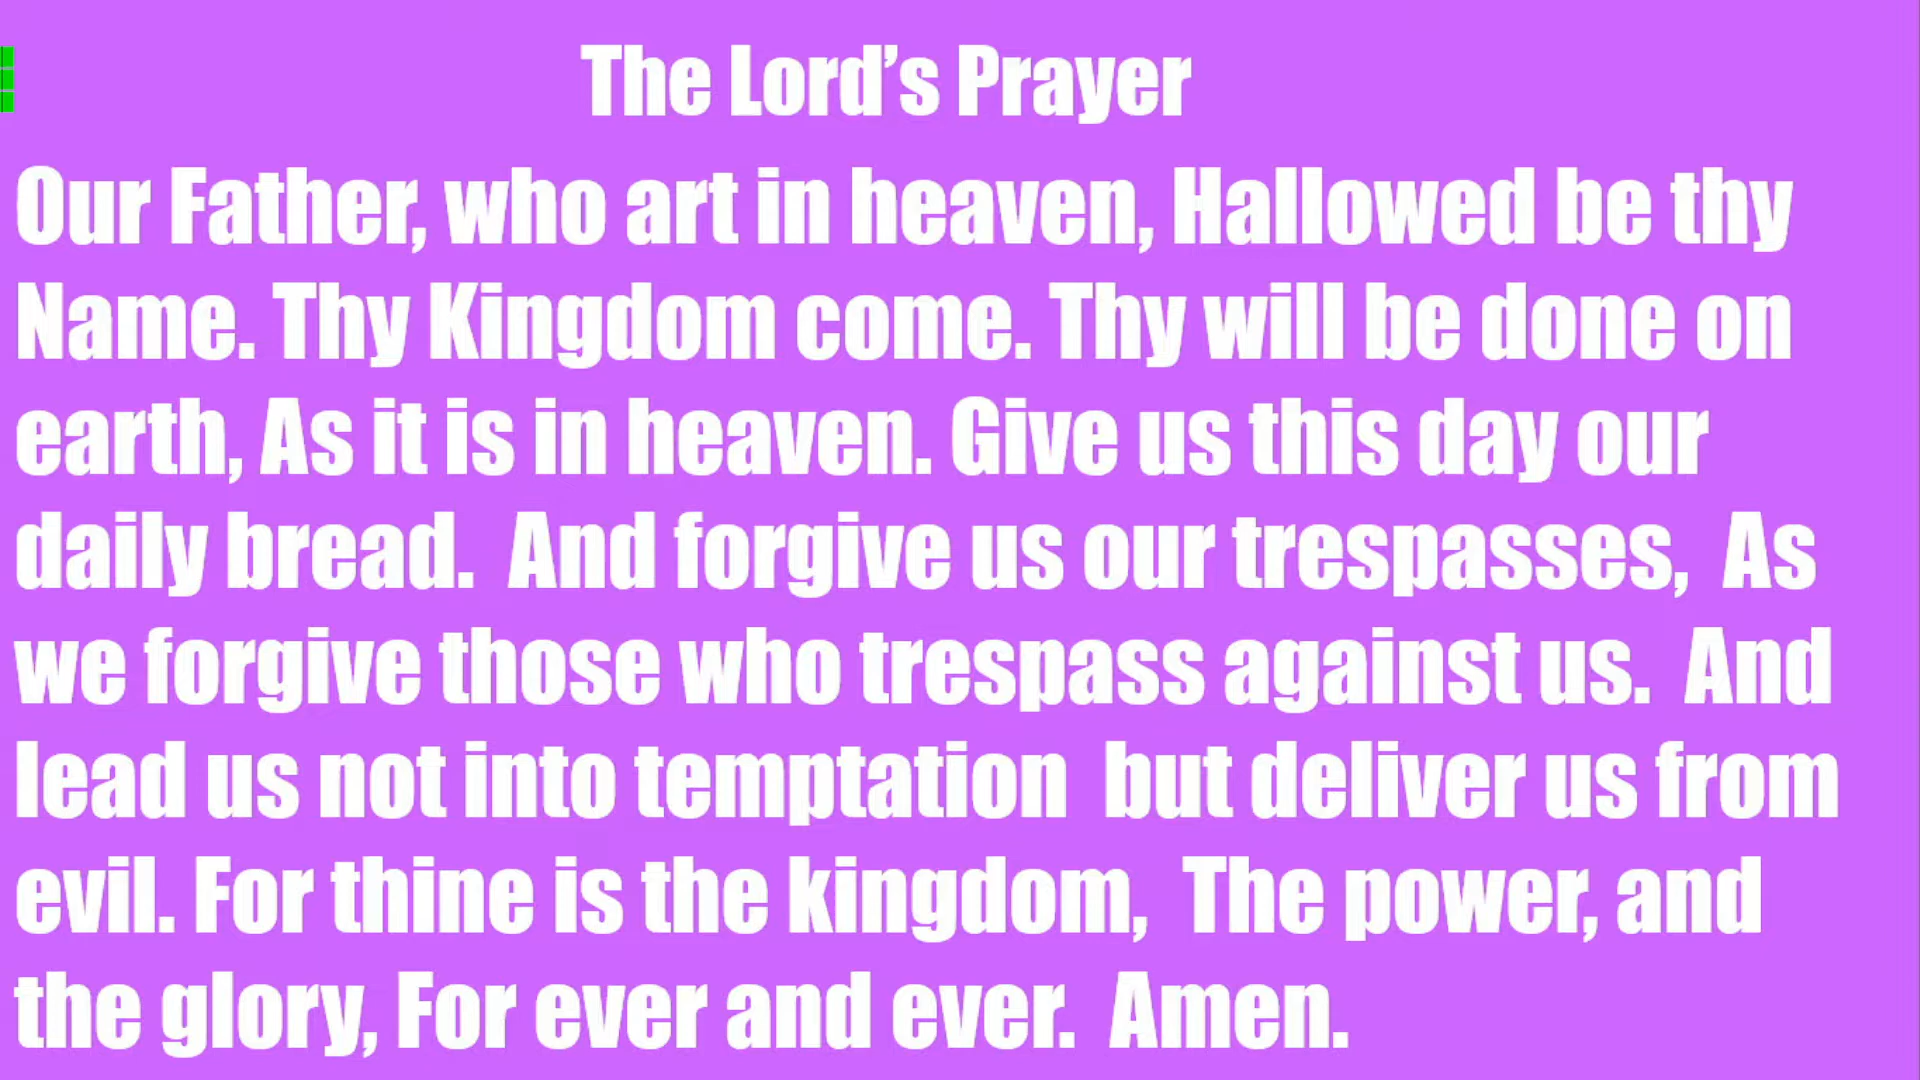 The Lord’s Prayer
Our Father, who art in heaven, Hallowed be thy
Name. Thy Kingdom come. Thy will be done on
earth, As it is in heaven. Give us this day our
daily bread.  And forgive us our trespasses,  As
we forgive those who trespass against us.  And
lead us not into temptation  but deliver us from
evil. For thine is the kingdom,  The power, and
the glory, For ever and ever.  Amen.